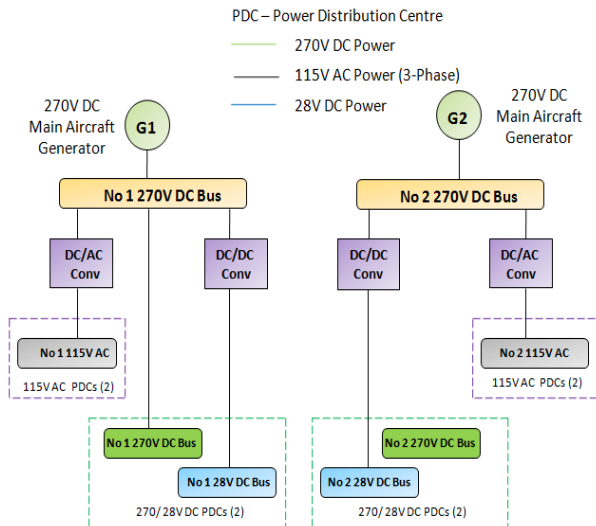 PDC – Power Distribution Centre
270V DC Power
115V AC Power (3-Phase)
28V DC Power
270V DC
Main Aircraft
Generator
G1
G2
270V DC
Main Aircraft
Generator
No 1 270V DC Bus
No 2 270V DC Bus
DC/AC
Conv
DC/DC
Conv
DC/DC
Conv
DC/AC
Conv
No 1 115V AC
115V AC PDCs (2)
No 2 115V AC
115V AC PDCs (2)
No 1 270V DC Bus
No 1 28V DC Bus
270/28V DC PDCs (2)
No 2 270V DC Bus
No 2 28V DC Bus
270/28V DC PDCs (2)